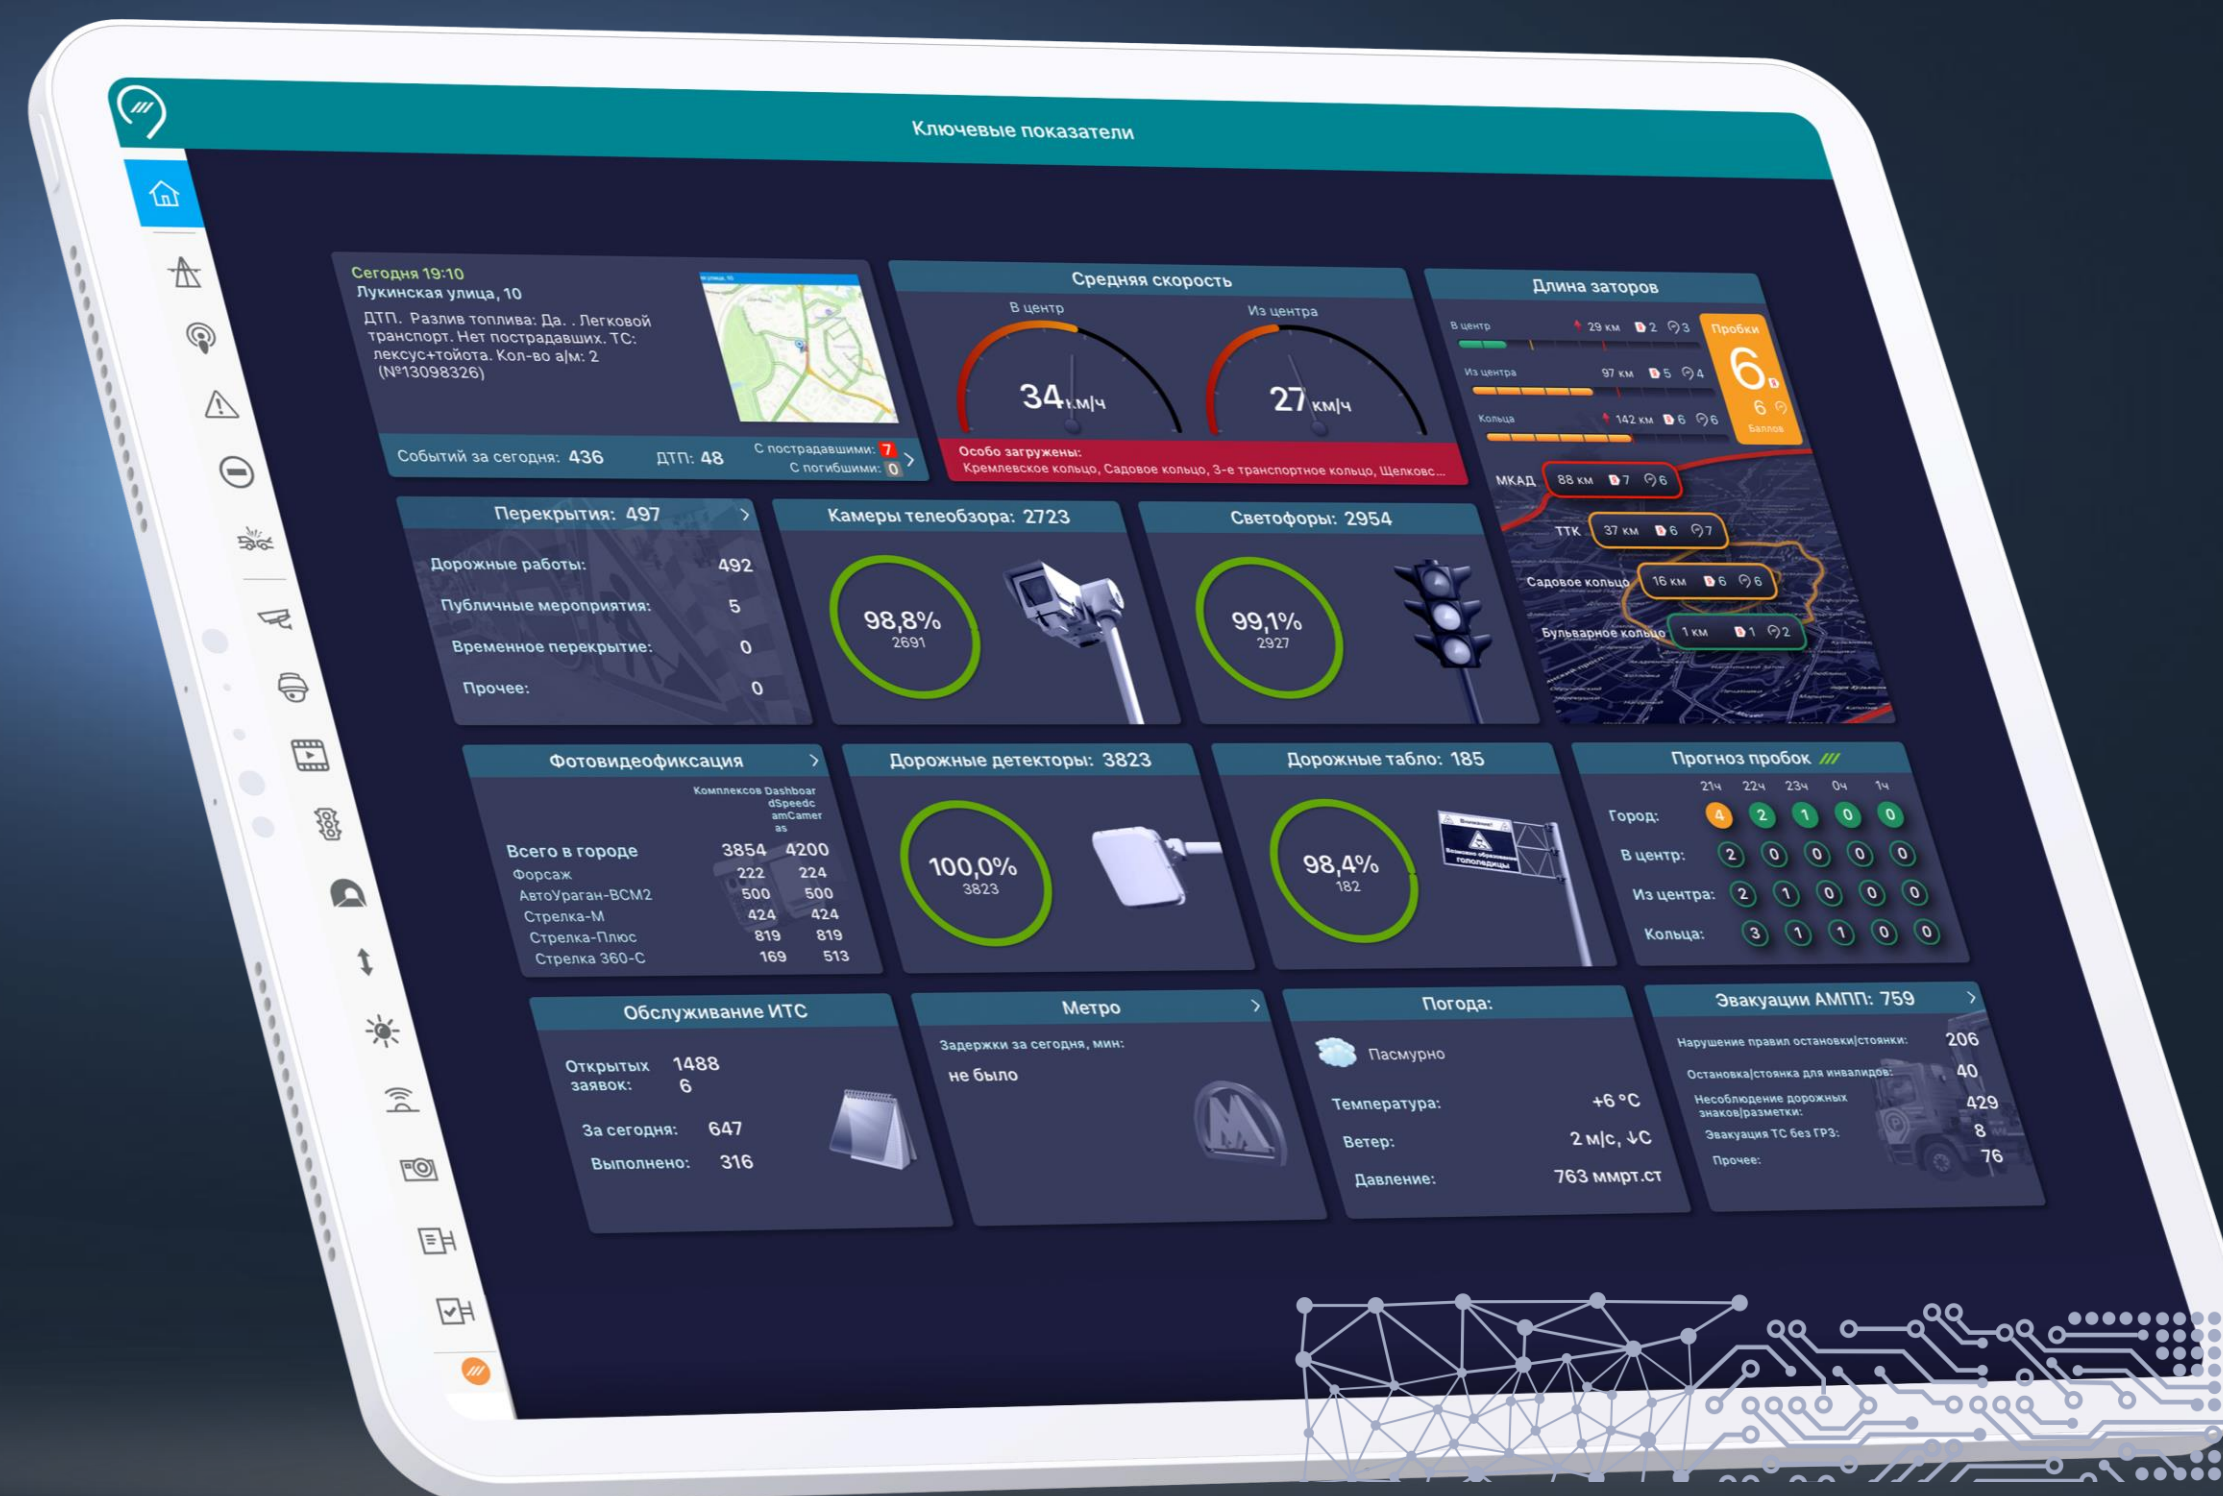 Ключевые показатели
Сегодня 19:10
Лукинская улица, 10
ДТП. Разлив топлива: Да. . Легковой
транспорт. Нет пострадавших. ТС:
лексус+тойота. Кол-во а/м: 2
(№13098326)
Событий за сегодня: 436
ДТП: 48
С пострадавшими: 7
С погибшими: 0
Средняя скорость
В центр
Из центра
34 км/ч
27 км/ч
Особо загружены:
Кремлевское кольцо, Садовое кольцо, 3-е транспортное кольцо, Щелковс...
Длина заторов
В центр 29 км 2 3
Из центра 97 км 5 4
Кольца 142 км 6 6
Пробки
6
6
Баллов
МКАД 88 км 7 6
ТТК 37 км 6 7
Садовое кольцо 16 км 6 6
Бульварное кольцо 1 км 1 2
Перекрытия: 497
Дорожные работы: 492
Публичные мероприятия: 5
Временное перекрытие: 0
Прочее: 0
Камеры телеобзора: 2723
98,8%
2691
Светофоры: 2954
99,1%
2927
Фотовидеофиксация
Комплексов Dashboar
dSpeedc
amCamer
as
Всего в городе 3854 4200
Форсаж 222 224
АвтоУраган-ВСМ2 500 500
Стрелка-М 424 424
Стрелка-Плюс 819 819
Стрелка 360-С 169 513
Дорожные детекторы: 3823
100,0%
3823
Дорожные табло: 185
98,4%
182
Внимание!
Возможно образование
гололедицы
Прогноз пробок
21ч 22ч 23ч 0ч 1ч
Город: 4 2 1 0 0
В центр: 2 0 0 0 0
Из центра: 2 1 0 0 0
Кольца: 3 1 1 0 0
Обслуживание ИТС
Открытых 1488
заявок: 6
За сегодня: 647
Выполнено: 316
Метро
Задержки за сегодня, мин:
не было
Погода:
Пасмурно
Температура: +6 °C
Ветер: 2 м/с, ↓С
Давление: 763 ммрт.ст
Эвакуации АМПП: 759
Нарушение правил остановки/стоянки: 206
Остановка/стоянка для инвалидов: 40
Несоблюдение дорожных
знаков/разметки: 429
Эвакуация ТС без ГРЗ: 8
Прочее: 76